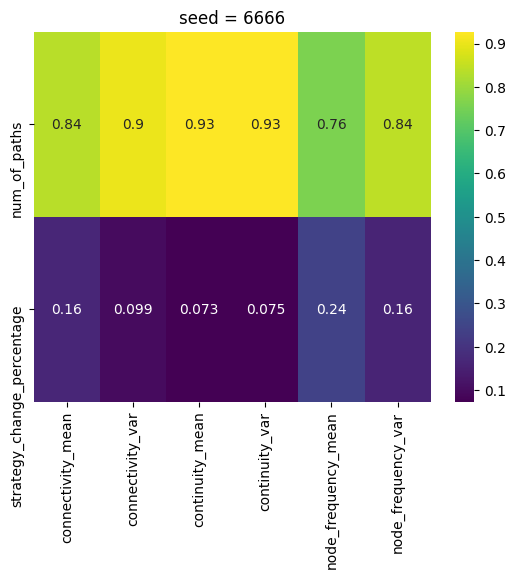 seed = 6666
num_of_paths
0.84 0.9 0.93 0.93 0.76 0.84
strategy_change_percentage
0.16 0.099 0.073 0.075 0.24 0.16
connectivity_mean
connectivity_var
continuity_mean
continuity_var
node_frequency_mean
node_frequency_var
0.9
0.8
0.7
0.6
0.5
0.4
0.3
0.2
0.1